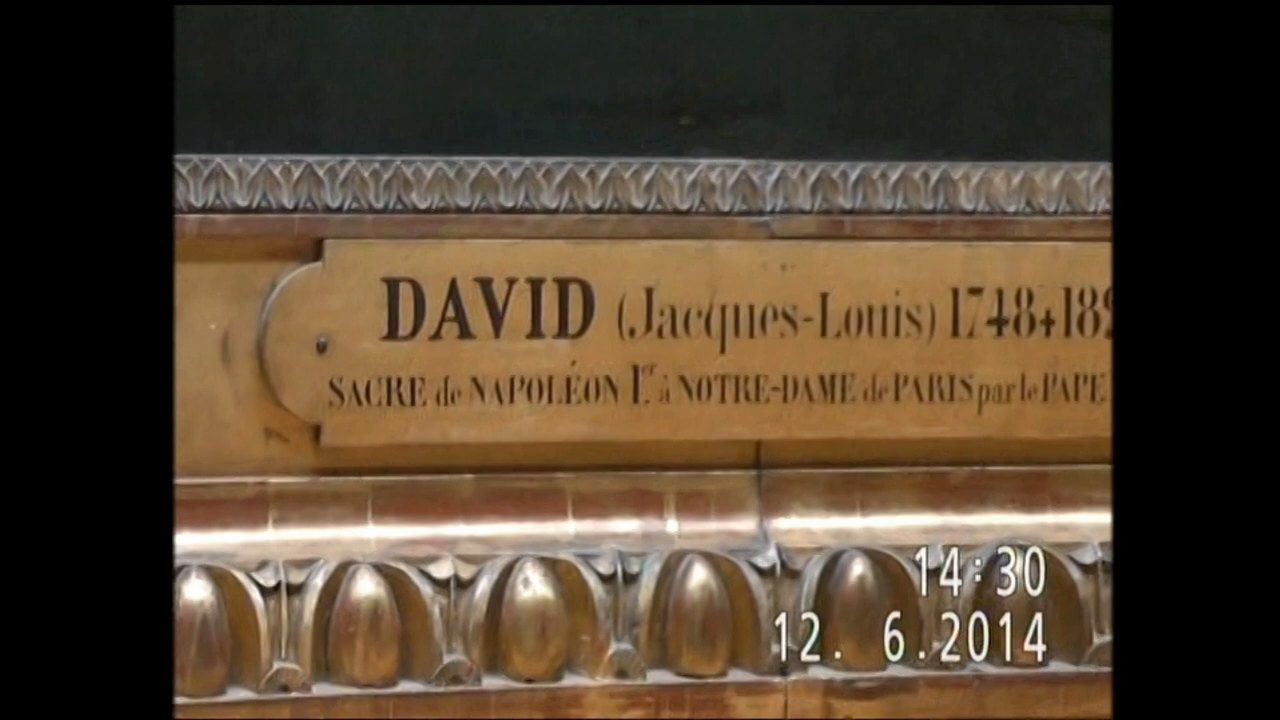 DAVID (Jacques-Louis) 1748+18
SACRE de NAPOLÉON Ier. à NOTRE-DAME de PARIS par le PAPE
14:30
12. 6.2014